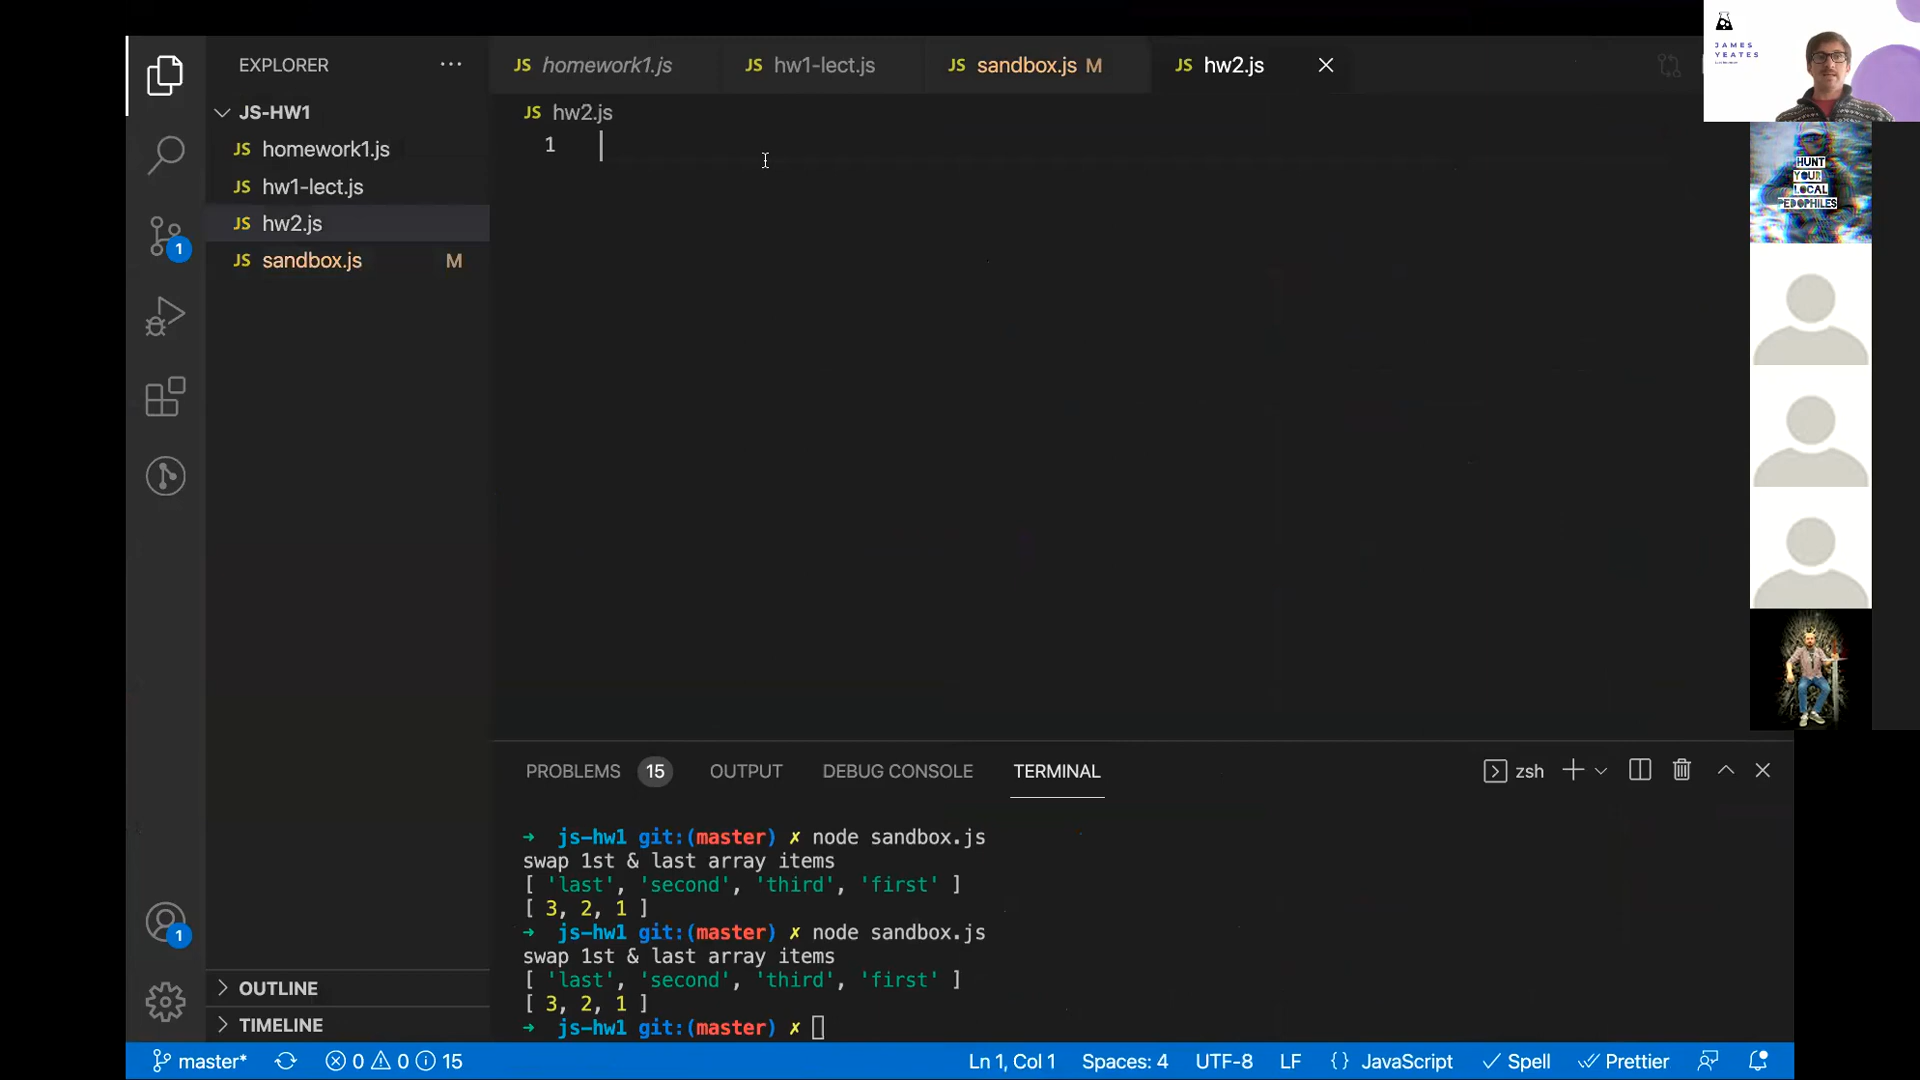 EXPLORER
JS-HW1
JS homework1.js
JS hw1-lect.js
JS hw2.js
JS sandbox.js M
OUTLINE
TIMELINE
JS homework1.js
JS hw1-lect.js
JS sandbox.js M
JS hw2.js
JS hw2.js
1
PROBLEMS 15 OUTPUT DEBUG CONSOLE TERMINAL
zsh
→ js-hw1 git:(master) ✗ node sandbox.js
swap 1st & last array items
[ 'last', 'second', 'third', 'first' ]
[ 3, 2, 1 ]
→ js-hw1 git:(master) ✗ node sandbox.js
swap 1st & last array items
[ 'last', 'second', 'third', 'first' ]
[ 3, 2, 1 ]
→ js-hw1 git:(master) ✗
1
1
master* 0 0 15
Ln 1, Col 1 Spaces: 4 UTF-8 LF {} JavaScript Spell Prettier
JAMES
YEATES
HUNT
YOUR
LOCAL
PEDOPHILES